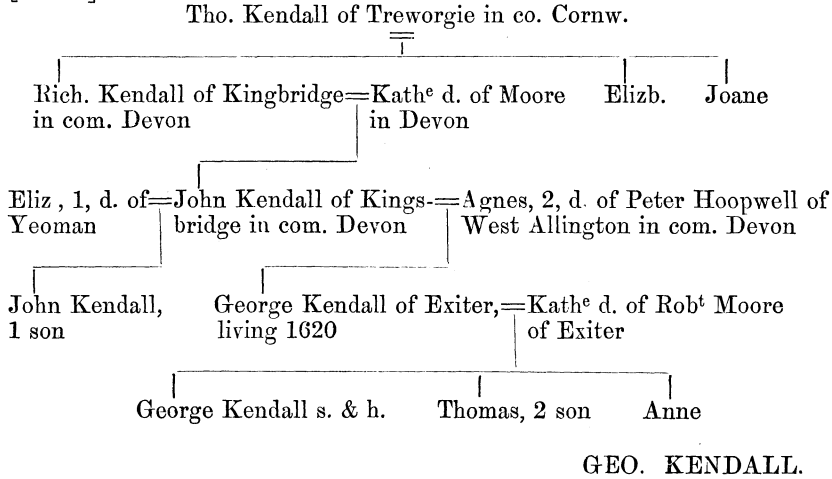 Tho. Kendall of Treworgie in co. Cornw.
Rich. Kendall of Kingbridge=Kathᵉ d. of Moore Elizb. Joane
in com. Devon in Devon
Eliz , 1, d. of=John Kendall of Kings-=Agnes, 2, d. of Peter Hoopwell of
Yeoman bridge in com. Devon West Allington in com. Devon
John Kendall, George Kendall of Exiter,=Kathᵉ d. of Robᵗ Moore
1 son living 1620 of Exiter
George Kendall s. & h. Thomas, 2 son Anne
GEO. KENDALL.